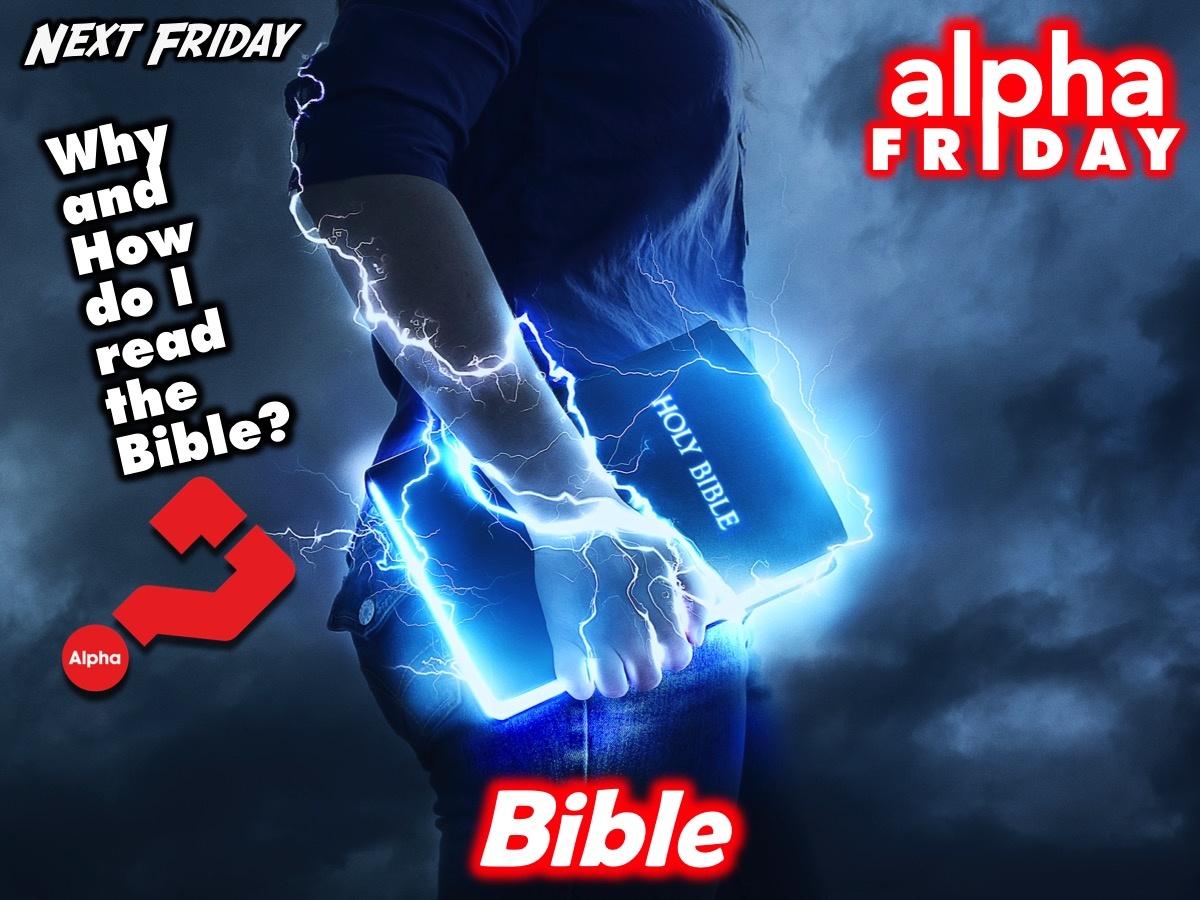 Next Friday
alpha
FRIDAY
Why
and
How
do I
read
the
Bible?
HOLY BIBLE
Alpha
Bible